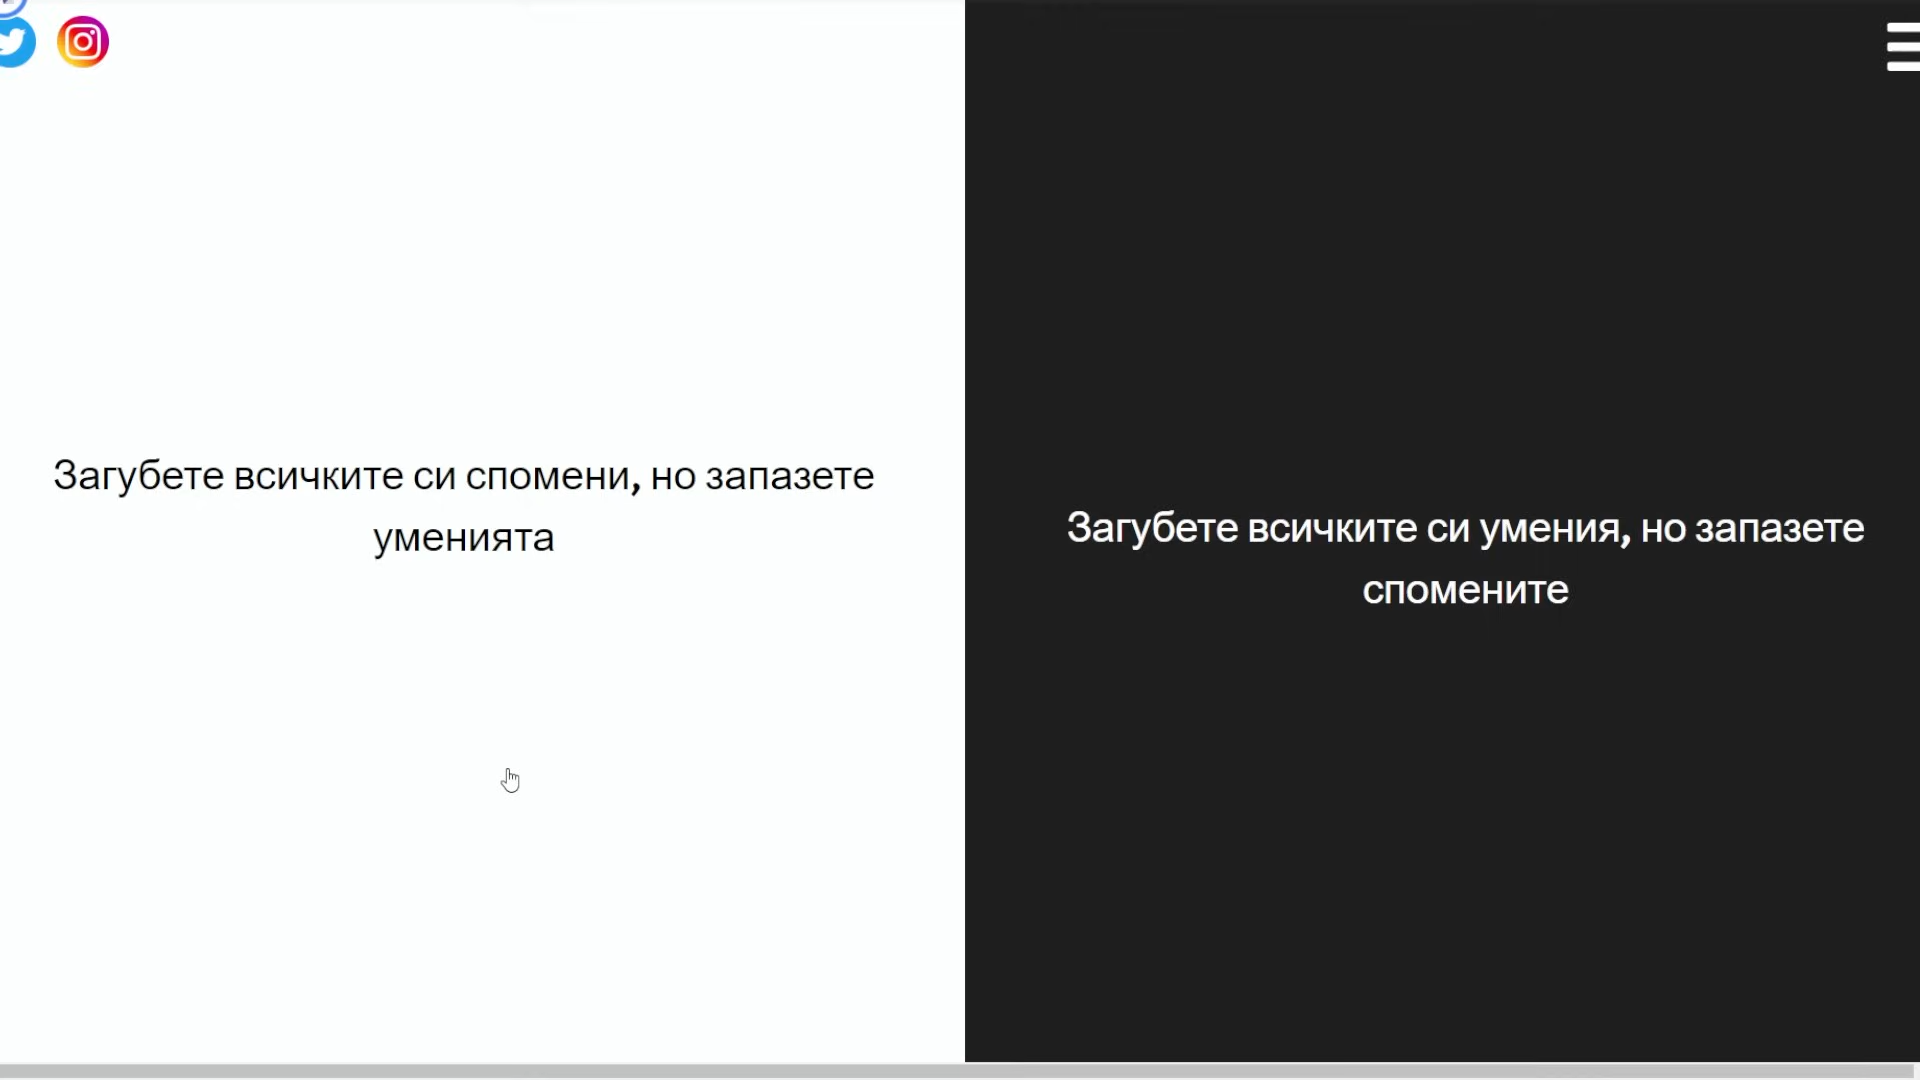 Загубете всичките си спомени, но запазете
уменията
Загубете всичките си умения, но запазете
спомените